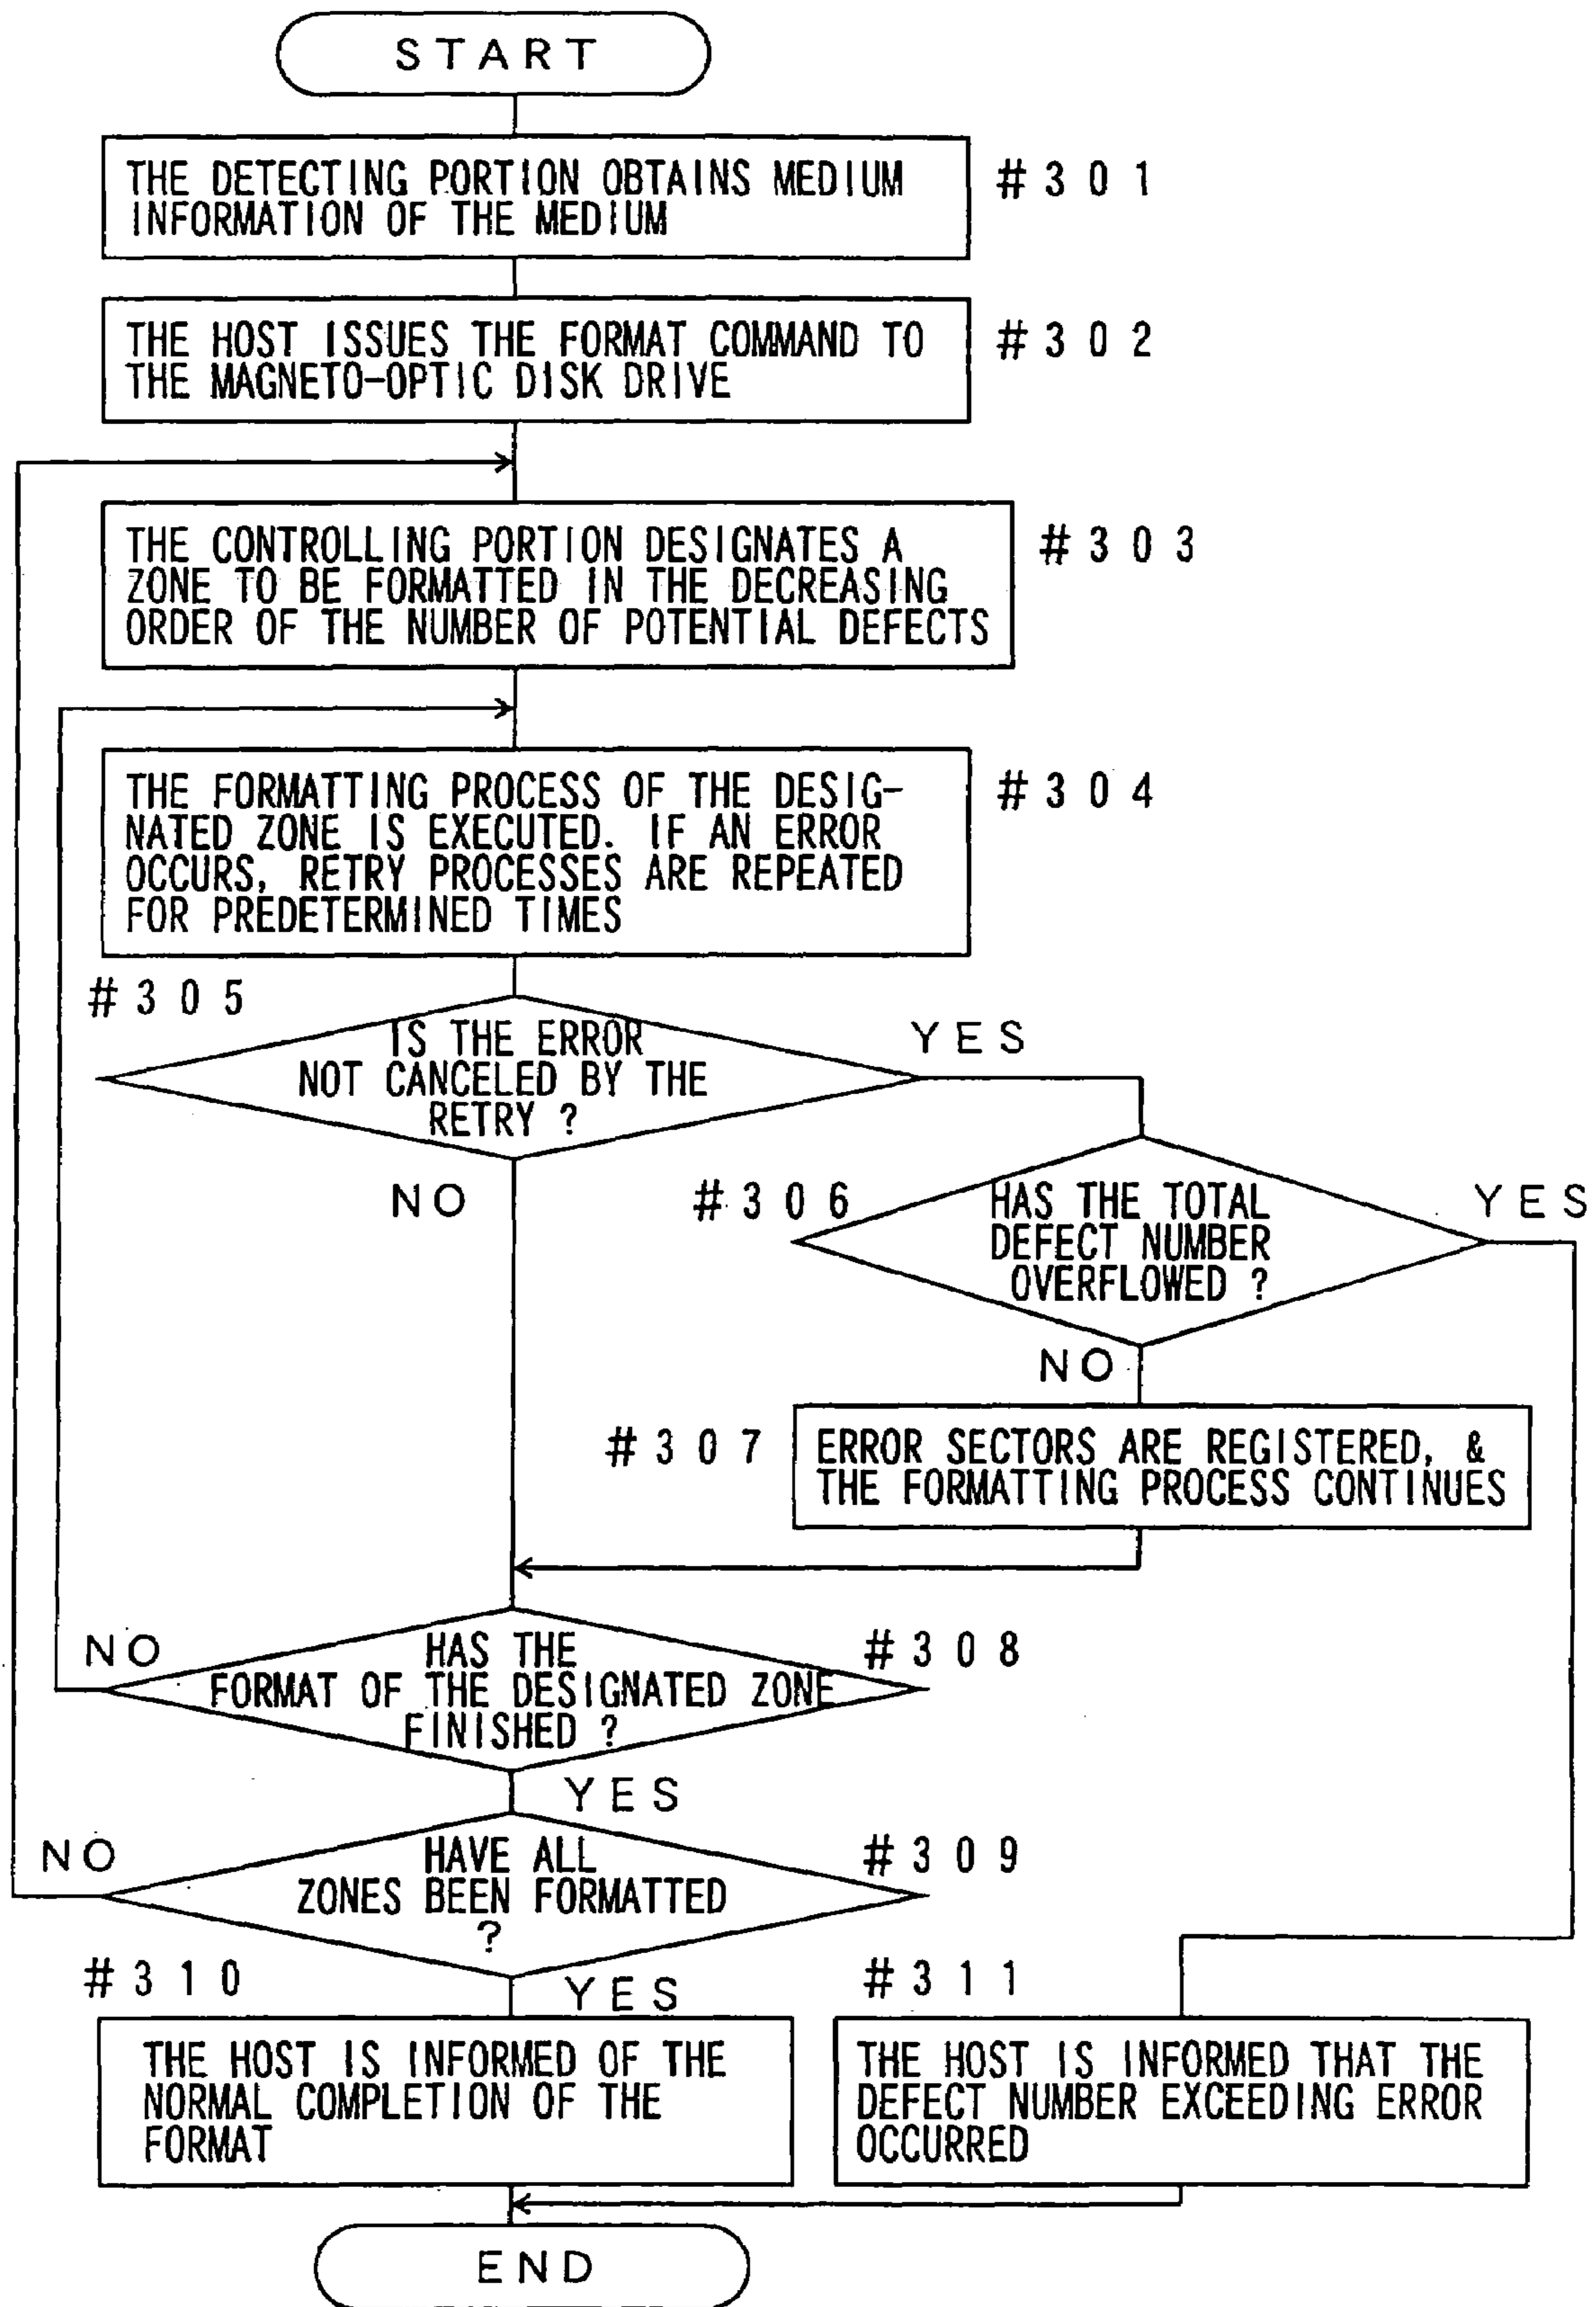 START
THE DETECTING PORTION OBTAINS MEDIUM
INFORMATION OF THE MEDIUM
#301
THE HOST ISSUES THE FORMAT COMMAND TO
THE MAGNETO-OPTIC DISK DRIVE
#302
THE CONTROLLING PORTION DESIGNATES A
ZONE TO BE FORMATTED IN THE DECREASING
ORDER OF THE NUMBER OF POTENTIAL DEFECTS
#303
THE FORMATTING PROCESS OF THE DESIG-
NATED ZONE IS EXECUTED. IF AN ERROR
OCCURS, RETRY PROCESSES ARE REPEATED
FOR PREDETERMINED TIMES
#304
#305
IS THE ERROR
NOT CANCELED BY THE
RETRY ?
YES
NO
#306
HAS THE TOTAL
DEFECT NUMBER
OVERFLOWED ?
YES
NO
#307
ERROR SECTORS ARE REGISTERED, &
THE FORMATTING PROCESS CONTINUES
NO
HAS THE
FORMAT OF THE DESIGNATED ZONE
FINISHED ?
#308
YES
NO
HAVE ALL
ZONES BEEN FORMATTED
?
#309
YES
#310
THE HOST IS INFORMED OF THE
NORMAL COMPLETION OF THE
FORMAT
#311
THE HOST IS INFORMED THAT THE
DEFECT NUMBER EXCEEDING ERROR
OCCURRED
END